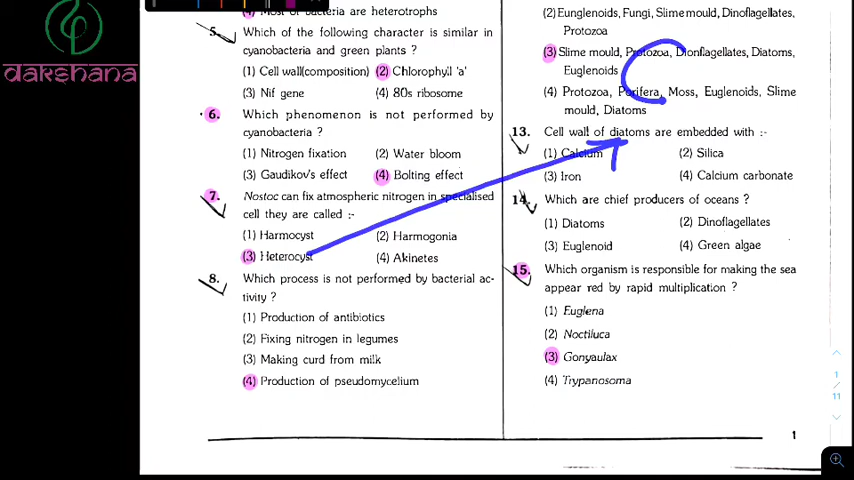 dakshana
(4) Most of bacteria are heterotrophs
5. Which of the following character is similar in
cyanobacteria and green plants ?
(1) Cell wall(composition) (2) Chlorophyll 'a'
(3) Nif gene (4) 80s ribosome
6. Which phenomenon is not performed by
cyanobacteria ?
(1) Nitrogen fixation (2) Water bloom
(3) Gaudikov's effect (4) Bolting effect
7. Nostoc can fix atmospheric nitrogen in specialised
cell they are called :-
(1) Harmocyst (2) Harmogonia
(3) Heterocyst (4) Akinetes
8. Which process is not performed by bacterial ac-
tivity ?
(1) Production of antibiotics
(2) Fixing nitrogen in legumes
(3) Making curd from milk
(4) Production of pseudomycelium
(2) Eunglenoids, Fungi, Slime mould, Dinoflagellates,
Protozoa
(3) Slime mould, Protozoa, Dionflagellates, Diatoms,
Euglenoids
(4) Protozoa, Porifera, Moss, Euglenoids, Slime
mould, Diatoms
13. Cell wall of diatoms are embedded with :-
(1) Calcium (2) Silica
(3) Iron (4) Calcium carbonate
14. Which are chief producers of oceans ?
(1) Diatoms (2) Dinoflagellates
(3) Euglenoid (4) Green algae
15. Which organism is responsible for making the sea
appear red by rapid multiplication ?
(1) Euglena
(2) Noctiluca
(3) Gonyaulax
(4) Trypanosoma
1
1
/
11